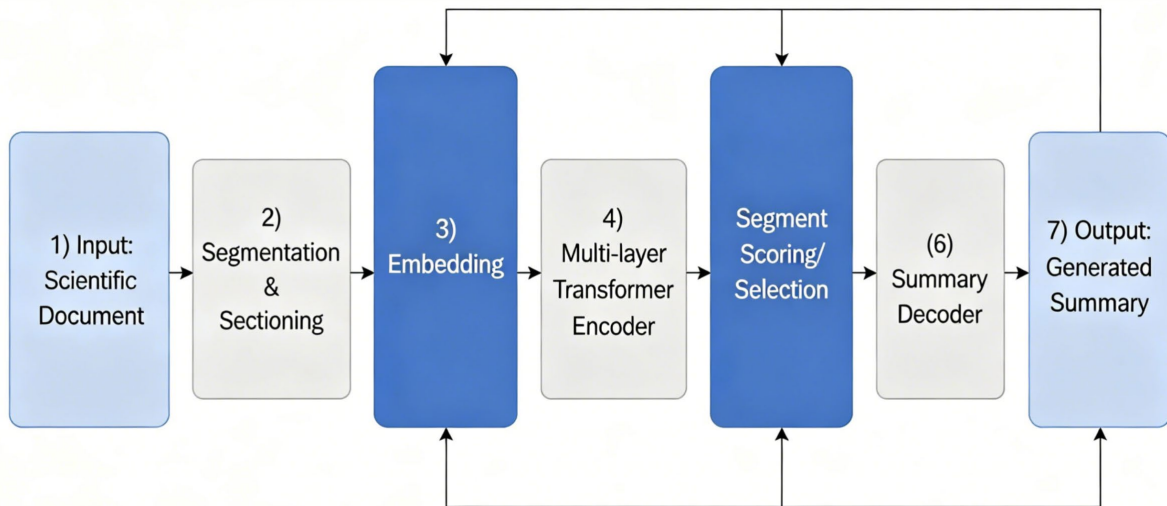 1) Input:
Scientific
Document
2)
Segmentation
&
Sectioning
3)
Embedding
4)
Multi-layer
Transformer
Encoder
Segment
Scoring/
Selection
(6)
Summary
Decoder
7) Output:
Generated
Summary